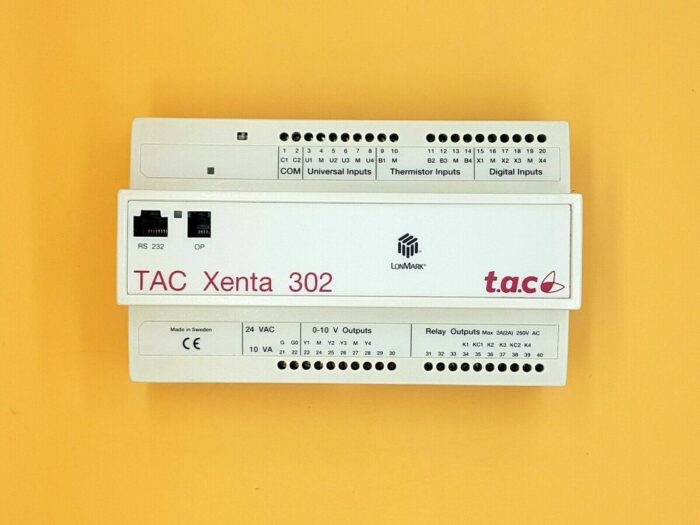 1 2 3 4 5 6 7 8 9 10 11 12 13 14 15 16 17 18 19 20
C1 C2 U1 M U2 U3 M U4 B1 M B2 B3 M B4 X1 M X2 X3 M X4
COM Universal Inputs Thermistor Inputs Digital Inputs
RS 232 OP
LONMARK®
TAC Xenta 302
t.a.c
Made in Sweden
CE
24 VAC
10 VA
0-10 V Outputs
G G0 Y1 M Y2 Y3 M Y4
21 22 23 24 25 26 27 28 29 30
Relay Outputs Max 2A(2A) 250V AC
K1 KC1 K2 K3 KC2 K4
31 32 33 34 35 36 37 38 39 40